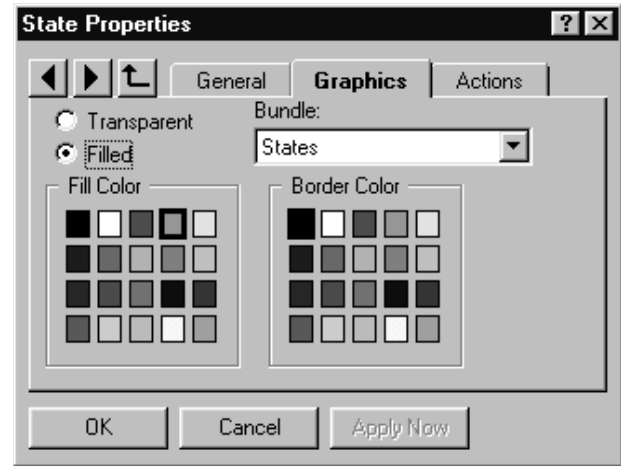 State Properties
General Graphics Actions
Transparent
Filled
Bundle:
States
Fill Color
Border Color
OK Cancel Apply Now